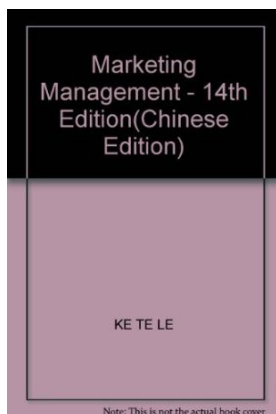 Marketing
Management - 14th
Edition(Chinese
Edition)
KE TE LE
Note: This is not the actual book cover